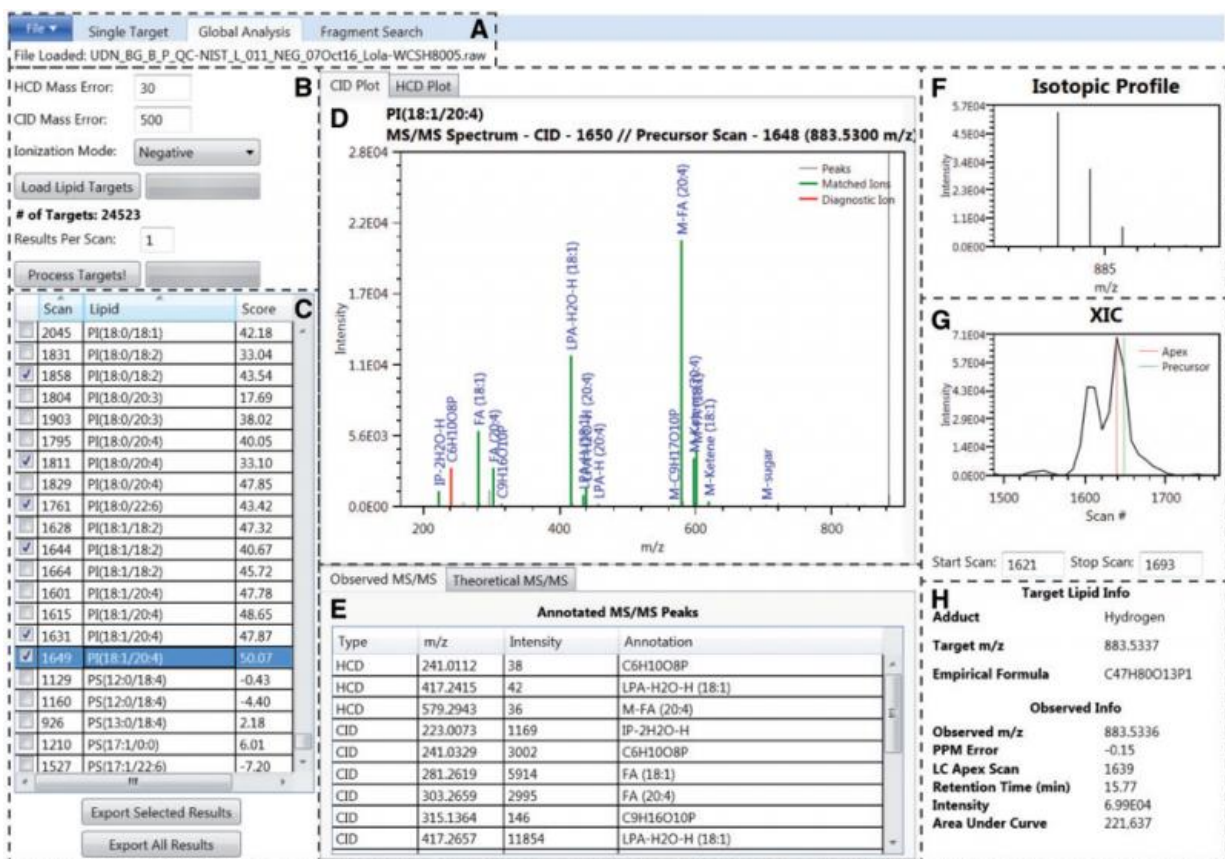 File Single Target Global Analysis Fragment Search A
File Loaded: UDN_BG_B_P_QC-NIST_L_011_NEG_07Oct16_Lola-WCSH8005.raw
B
HCD Mass Error: 30
CID Mass Error: 500
Ionization Mode: Negative
Load Lipid Targets
# of Targets: 24523
Results Per Scan: 1
Process Targets!
C
Scan Lipid Score
2045 PI(18:0/18:1) 42.18
1831 PI(18:0/18:2) 33.04
1858 PI(18:0/18:2) 43.54
1804 PI(18:0/20:3) 17.69
1903 PI(18:0/20:3) 38.02
1795 PI(18:0/20:4) 40.05
1811 PI(18:0/20:4) 33.10
1829 PI(18:0/20:4) 47.85
1761 PI(18:0/22:6) 43.42
1628 PI(18:1/18:2) 47.32
1644 PI(18:1/18:2) 40.67
1664 PI(18:1/18:2) 45.72
1601 PI(18:1/20:4) 47.78
1615 PI(18:1/20:4) 48.65
1631 PI(18:1/20:4) 47.87
1649 PI(18:1/20:4) 50.07
1129 PS(12:0/18:4) -0.43
1160 PS(12:0/18:4) -4.40
926 PS(13:0/18:4) 2.18
1210 PS(17:1/0:0) 6.01
1527 PS(17:1/22:6) -7.20
Export Selected Results
Export All Results
CID Plot HCD Plot
D
PI(18:1/20:4)
MS/MS Spectrum - CID - 1650 // Precursor Scan - 1648 (883.5300 m/z)
Peaks
Matched Ions
Diagnostic Ion
Intensity
2.8E04
2.2E04
1.7E04
1.1E04
5.6E03
0.0E00
IP-2H2O-H
C6H10O8P
FA (18:1)
FA (20:4)
C9H16O10P
LPA-H2O-H (18:1)
LPA-H (20:4)
M-C9H17O10P
M-FA (20:4)
M-Ketene (18:1)
M-sugar
200 400 600 800
m/z
Observed MS/MS Theoretical MS/MS
E
Annotated MS/MS Peaks
Type m/z Intensity Annotation
HCD 241.0112 38 C6H10O8P
HCD 417.2415 42 LPA-H2O-H (18:1)
HCD 579.2943 36 M-FA (20:4)
CID 223.0073 1169 IP-2H2O-H
CID 241.0329 3002 C6H10O8P
CID 281.2619 5914 FA (18:1)
CID 303.2659 2995 FA (20:4)
CID 315.1364 146 C9H16O10P
CID 417.2657 11854 LPA-H2O-H (18:1)
F
Isotopic Profile
Intensity
5.7E04
4.5E04
3.4E04
2.3E04
1.1E04
0.0E00
885
m/z
G
XIC
Apex
Precursor
Intensity
7.1E04
5.7E04
4.3E04
2.9E04
1.4E04
0.0E00
1500 1600 1700
Scan #
Start Scan: 1621 Stop Scan: 1693
H
Target Lipid Info
Adduct Hydrogen
Target m/z 883.5337
Empirical Formula C47H80O13P1
Observed Info
Observed m/z 883.5336
PPM Error -0.15
LC Apex Scan 1639
Retention Time (min) 15.77
Intensity 6.99E04
Area Under Curve 221,637